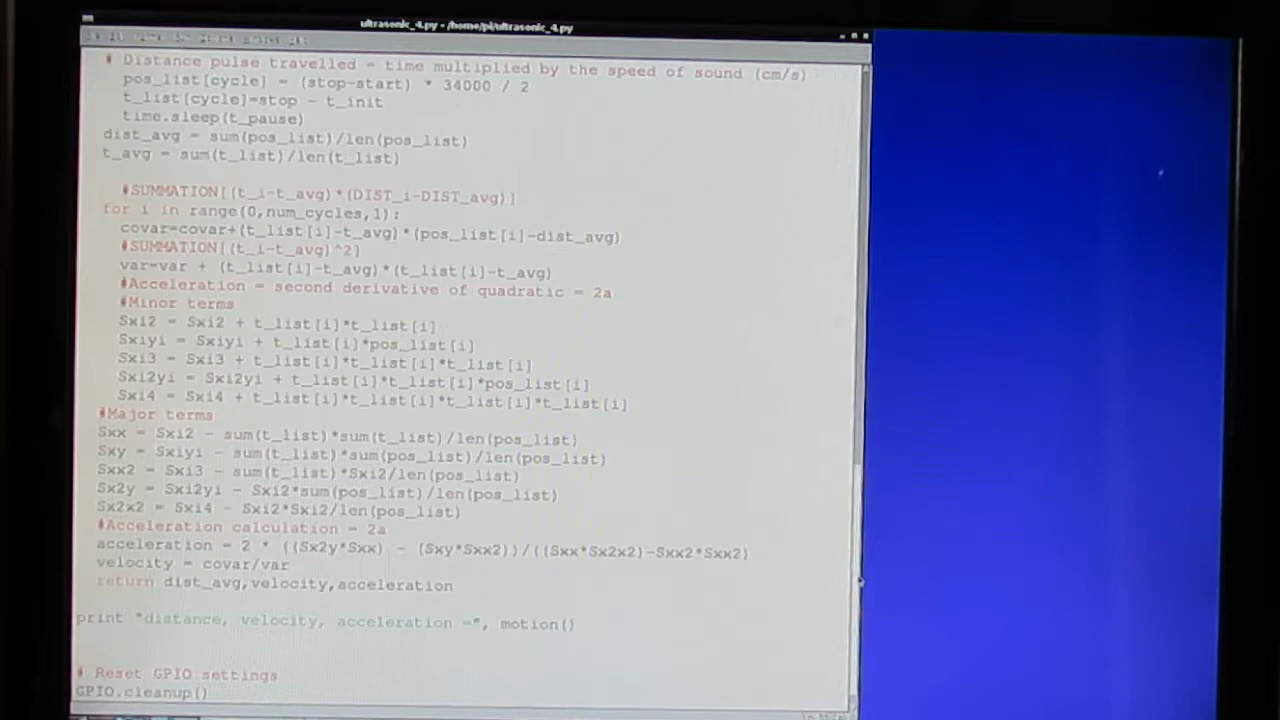 ultrasonic_4.py - /home/pi/ultrasonic_4.py
# Distance pulse travelled = time multiplied by the speed of sound (cm/s)
pos_list[cycle] = (stop-start) * 34000 / 2
t_list[cycle]=stop - t_init
time.sleep(t_pause)
dist_avg = sum(pos_list)/len(pos_list)
t_avg = sum(t_list)/len(t_list)
#SUMMATION[(t_i-t_avg)*(DIST_i-DIST_avg)]
for i in range(0,num_cycles,1):
covar=covar+(t_list[i]-t_avg)*(pos_list[i]-dist_avg)
#SUMMATION[(t_i-t_avg)^2]
var=var + (t_list[i]-t_avg)*(t_list[i]-t_avg)
#Acceleration = second derivative of quadratic = 2a
#Minor terms
Sxi2 = Sxi2 + t_list[i]*t_list[i]
Sxiyi = Sxiyi + t_list[i]*pos_list[i]
Sxi3 = Sxi3 + t_list[i]*t_list[i]*t_list[i]
Sxi2yi = Sxi2yi + t_list[i]*t_list[i]*pos_list[i]
Sxi4 = Sxi4 + t_list[i]*t_list[i]*t_list[i]*t_list[i]
#Major terms
Sxx = Sxi2 - sum(t_list)*sum(t_list)/len(pos_list)
Sxy = Sxiyi - sum(t_list)*sum(pos_list)/len(pos_list)
Sxx2 = Sxi3 - sum(t_list)*Sxi2/len(pos_list)
Sx2y = Sxi2yi - Sxi2*sum(pos_list)/len(pos_list)
Sx2x2 = Sxi4 - Sxi2*Sxi2/len(pos_list)
#Acceleration calculation = 2a
acceleration = 2 * ((Sx2y*Sxx) - (Sxy*Sxx2))/((Sxx*Sx2x2)-Sxx2*Sxx2)
velocity = covar/var
return dist_avg,velocity,acceleration
print "distance, velocity, acceleration =", motion()
# Reset GPIO settings
GPIO.cleanup()